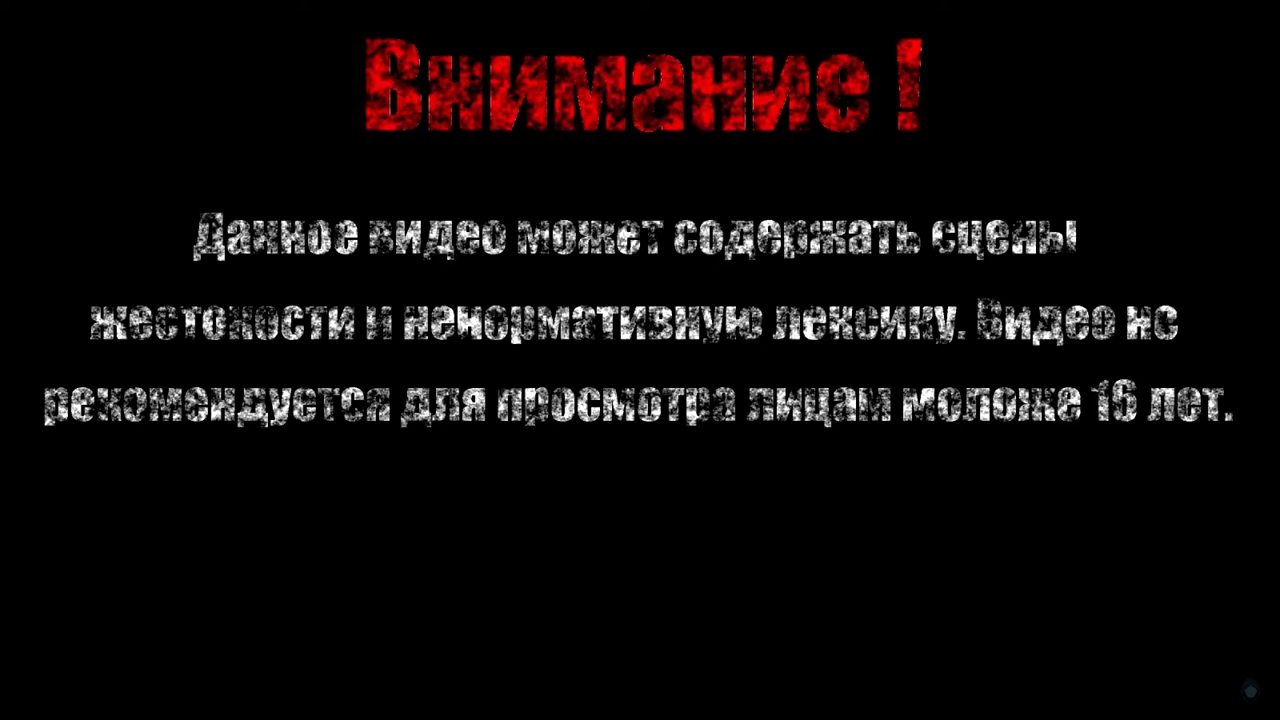 Внимание !
Данное видео может содержать сцены
жестокости и ненормативную лексику. Видео не
рекомендуется для просмотра лицам моложе 16 лет.